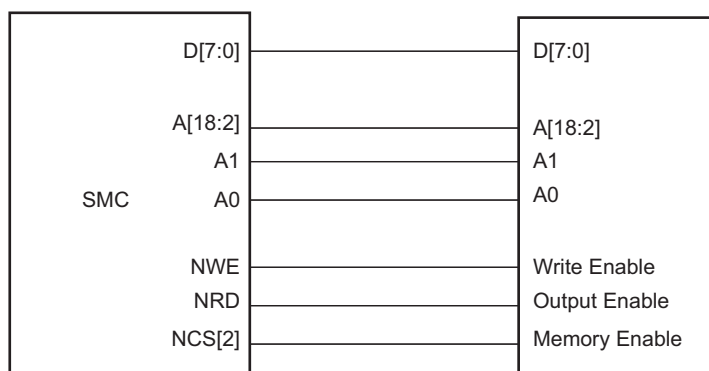 D[7:0] D[7:0]
A[18:2] A[18:2]
A1 A1
SMC A0 A0
NWE Write Enable
NRD Output Enable
NCS[2] Memory Enable